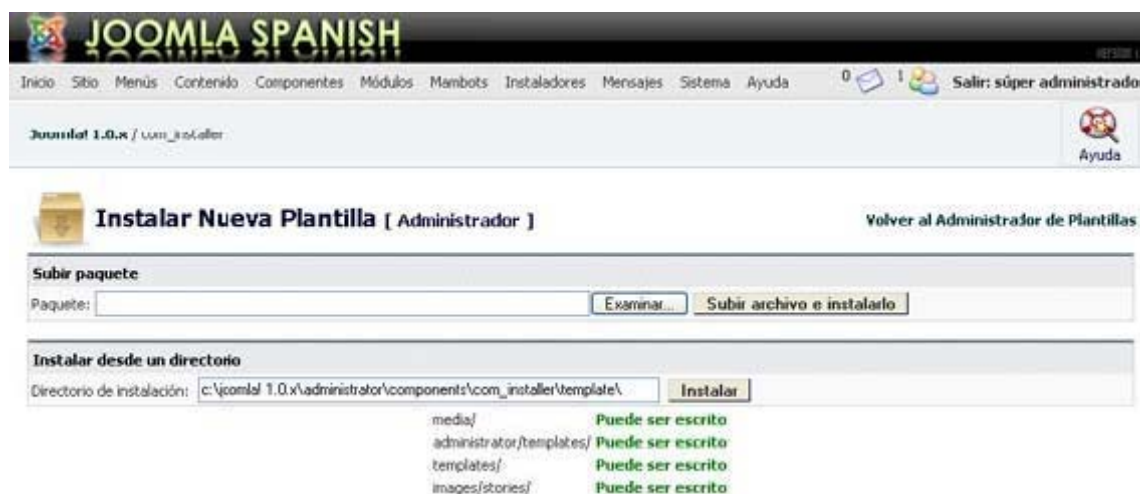 JOOMLA SPANISH
Inicio Sitio Menús Contenido Componentes Módulos Mambots Instaladores Mensajes Sistema Ayuda 0 1 Salir: súper administrado
Joomla! 1.0.x / com_installer
Ayuda
Instalar Nueva Plantilla [ Administrador ] Volver al Administrador de Plantillas
Subir paquete
Paquete: Examinar... Subir archivo e instalarlo
Instalar desde un directorio
Directorio de instalación: c:\joomla! 1.0.x\administrator\components\com_installer\template\ Instalar
media/ Puede ser escrito
administrator/templates/ Puede ser escrito
templates/ Puede ser escrito
images/stories/ Puede ser escrito